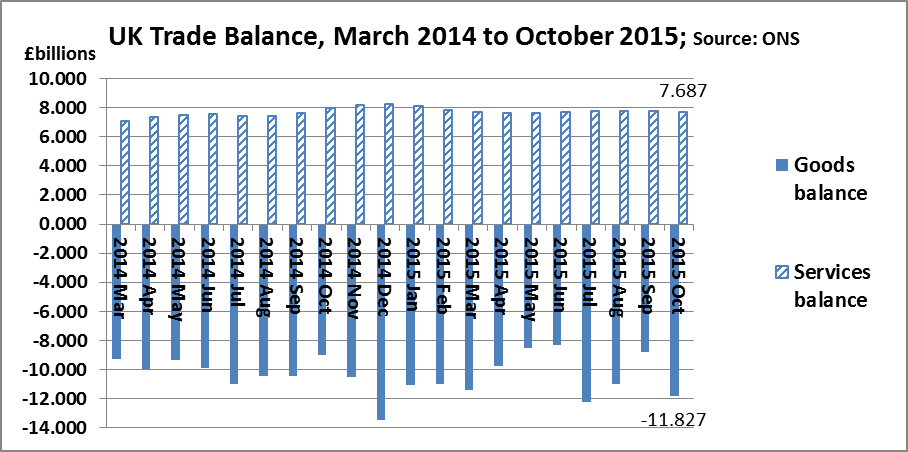 UK Trade Balance, March 2014 to October 2015; Source: ONS
£billions
10.000
8.000
6.000
4.000
2.000
0.000
-2.000
-4.000
-6.000
-8.000
-10.000
-12.000
-14.000
7.687
-11.827
2014 Mar
2014 Apr
2014 May
2014 Jun
2014 Jul
2014 Aug
2014 Sep
2014 Oct
2014 Nov
2014 Dec
2015 Jan
2015 Feb
2015 Mar
2015 Apr
2015 May
2015 Jun
2015 Jul
2015 Aug
2015 Sep
2015 Oct
Goods
balance
Services
balance